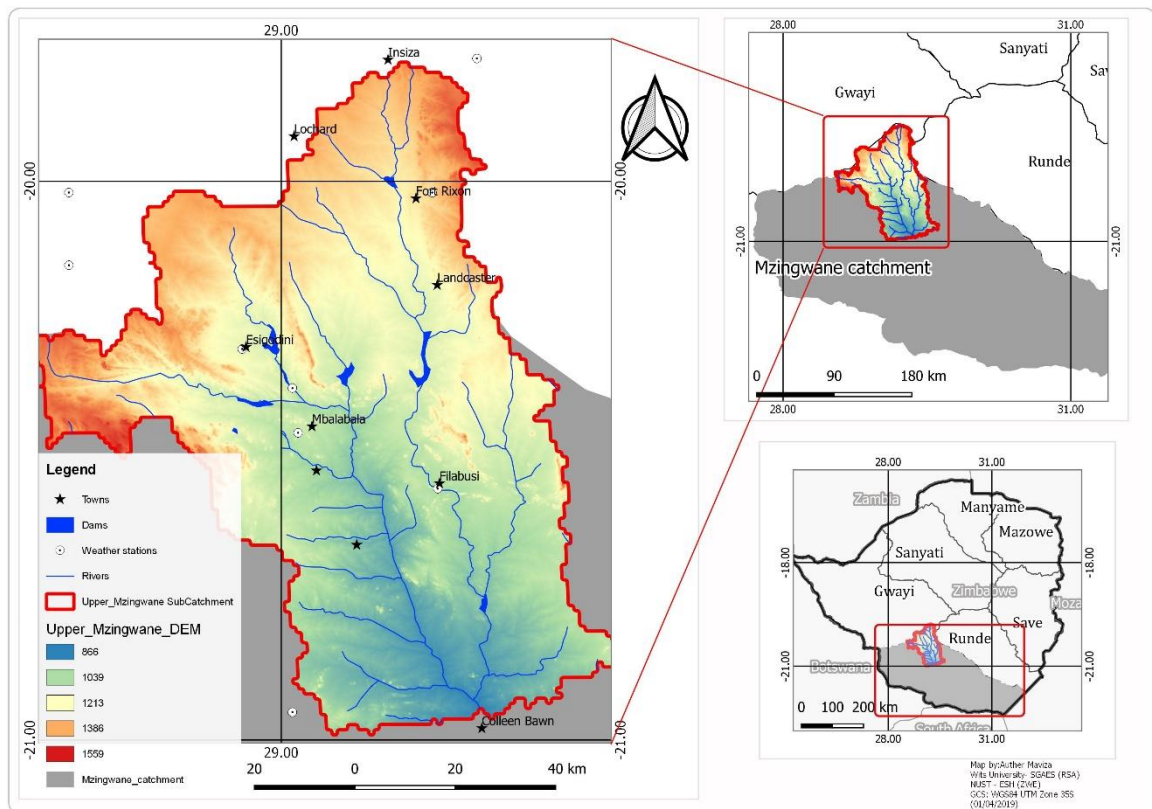 29.00
Insiza
Lochard
-20.00
-20.00
Fort Rixon
Landcaster
Esigodini
Mbalabala
Filabusi
Colleen Bawn
-21.00
-21.00
29.00
20 0 20 40 km
Legend
Towns
Dams
Weather stations
Rivers
Upper_Mzingwane SubCatchment
Upper_Mzingwane_DEM
866
1039
1213
1386
1559
Mzingwane_catchment
28.00 31.00
Sanyati
Sav
Gwayi
Runde
-21.00
-21.00
Mzingwane catchment
0 90 180 km
28.00 31.00
28.00 31.00
Zambia
Manyame
Mazowe
Sanyati
-18.00
-18.00
Gwayi
Zimbabwe
Moza
Save
Runde
-21.00
-21.00
Botswana
0 100 200 km
South Africa
28.00 31.00
Map by:Auther Maviza
Wits University- SGAES (RSA)
NUST - ESH (ZWE)
GCS: WGS84 UTM Zone 35S
(01/04/2019)